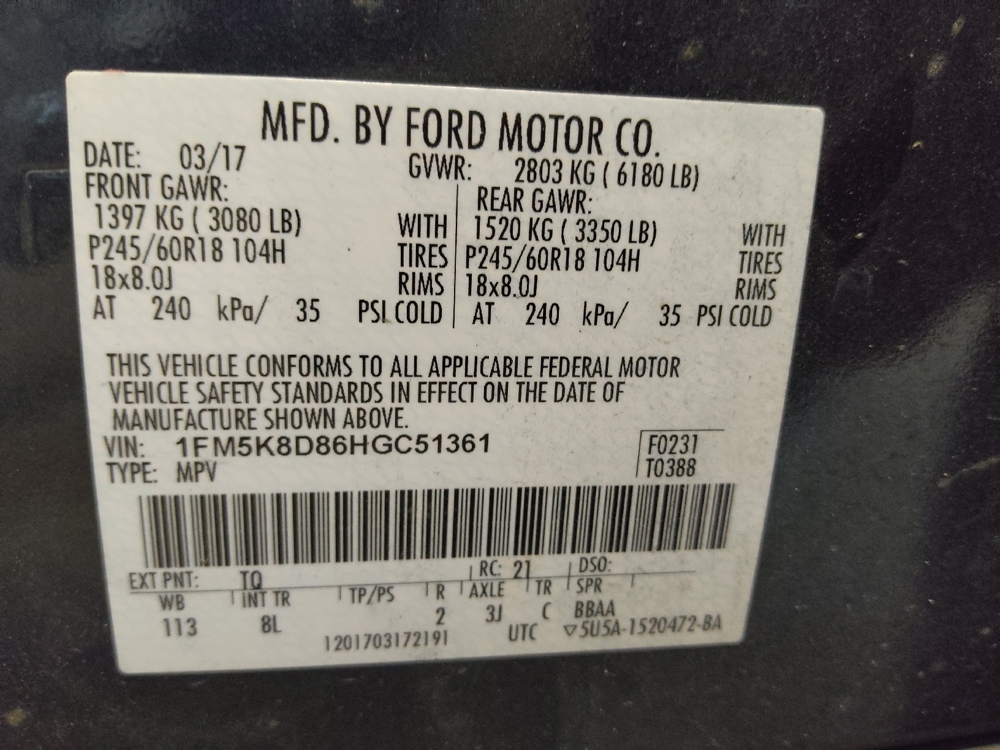 MFD. BY FORD MOTOR CO.
DATE: 03/17 GVWR: 2803 KG ( 6180 LB)
FRONT GAWR: REAR GAWR:
1397 KG ( 3080 LB) WITH 1520 KG ( 3350 LB) WITH
P245/60R18 104H TIRES P245/60R18 104H TIRES
18x8.0J RIMS 18x8.0J RIMS
AT 240 kPa/ 35 PSI COLD AT 240 kPa/ 35 PSI COLD
THIS VEHICLE CONFORMS TO ALL APPLICABLE FEDERAL MOTOR
VEHICLE SAFETY STANDARDS IN EFFECT ON THE DATE OF
MANUFACTURE SHOWN ABOVE.
VIN: 1FM5K8D86HGC51361 F0231
TYPE: MPV T0388
EXT PNT: TQ RC: 21 DSO:
WB INT TR TP/PS R AXLE TR SPR
113 8L 2 3J C BBAA
1201703172191 UTC ▽5U5A-1520472-BA